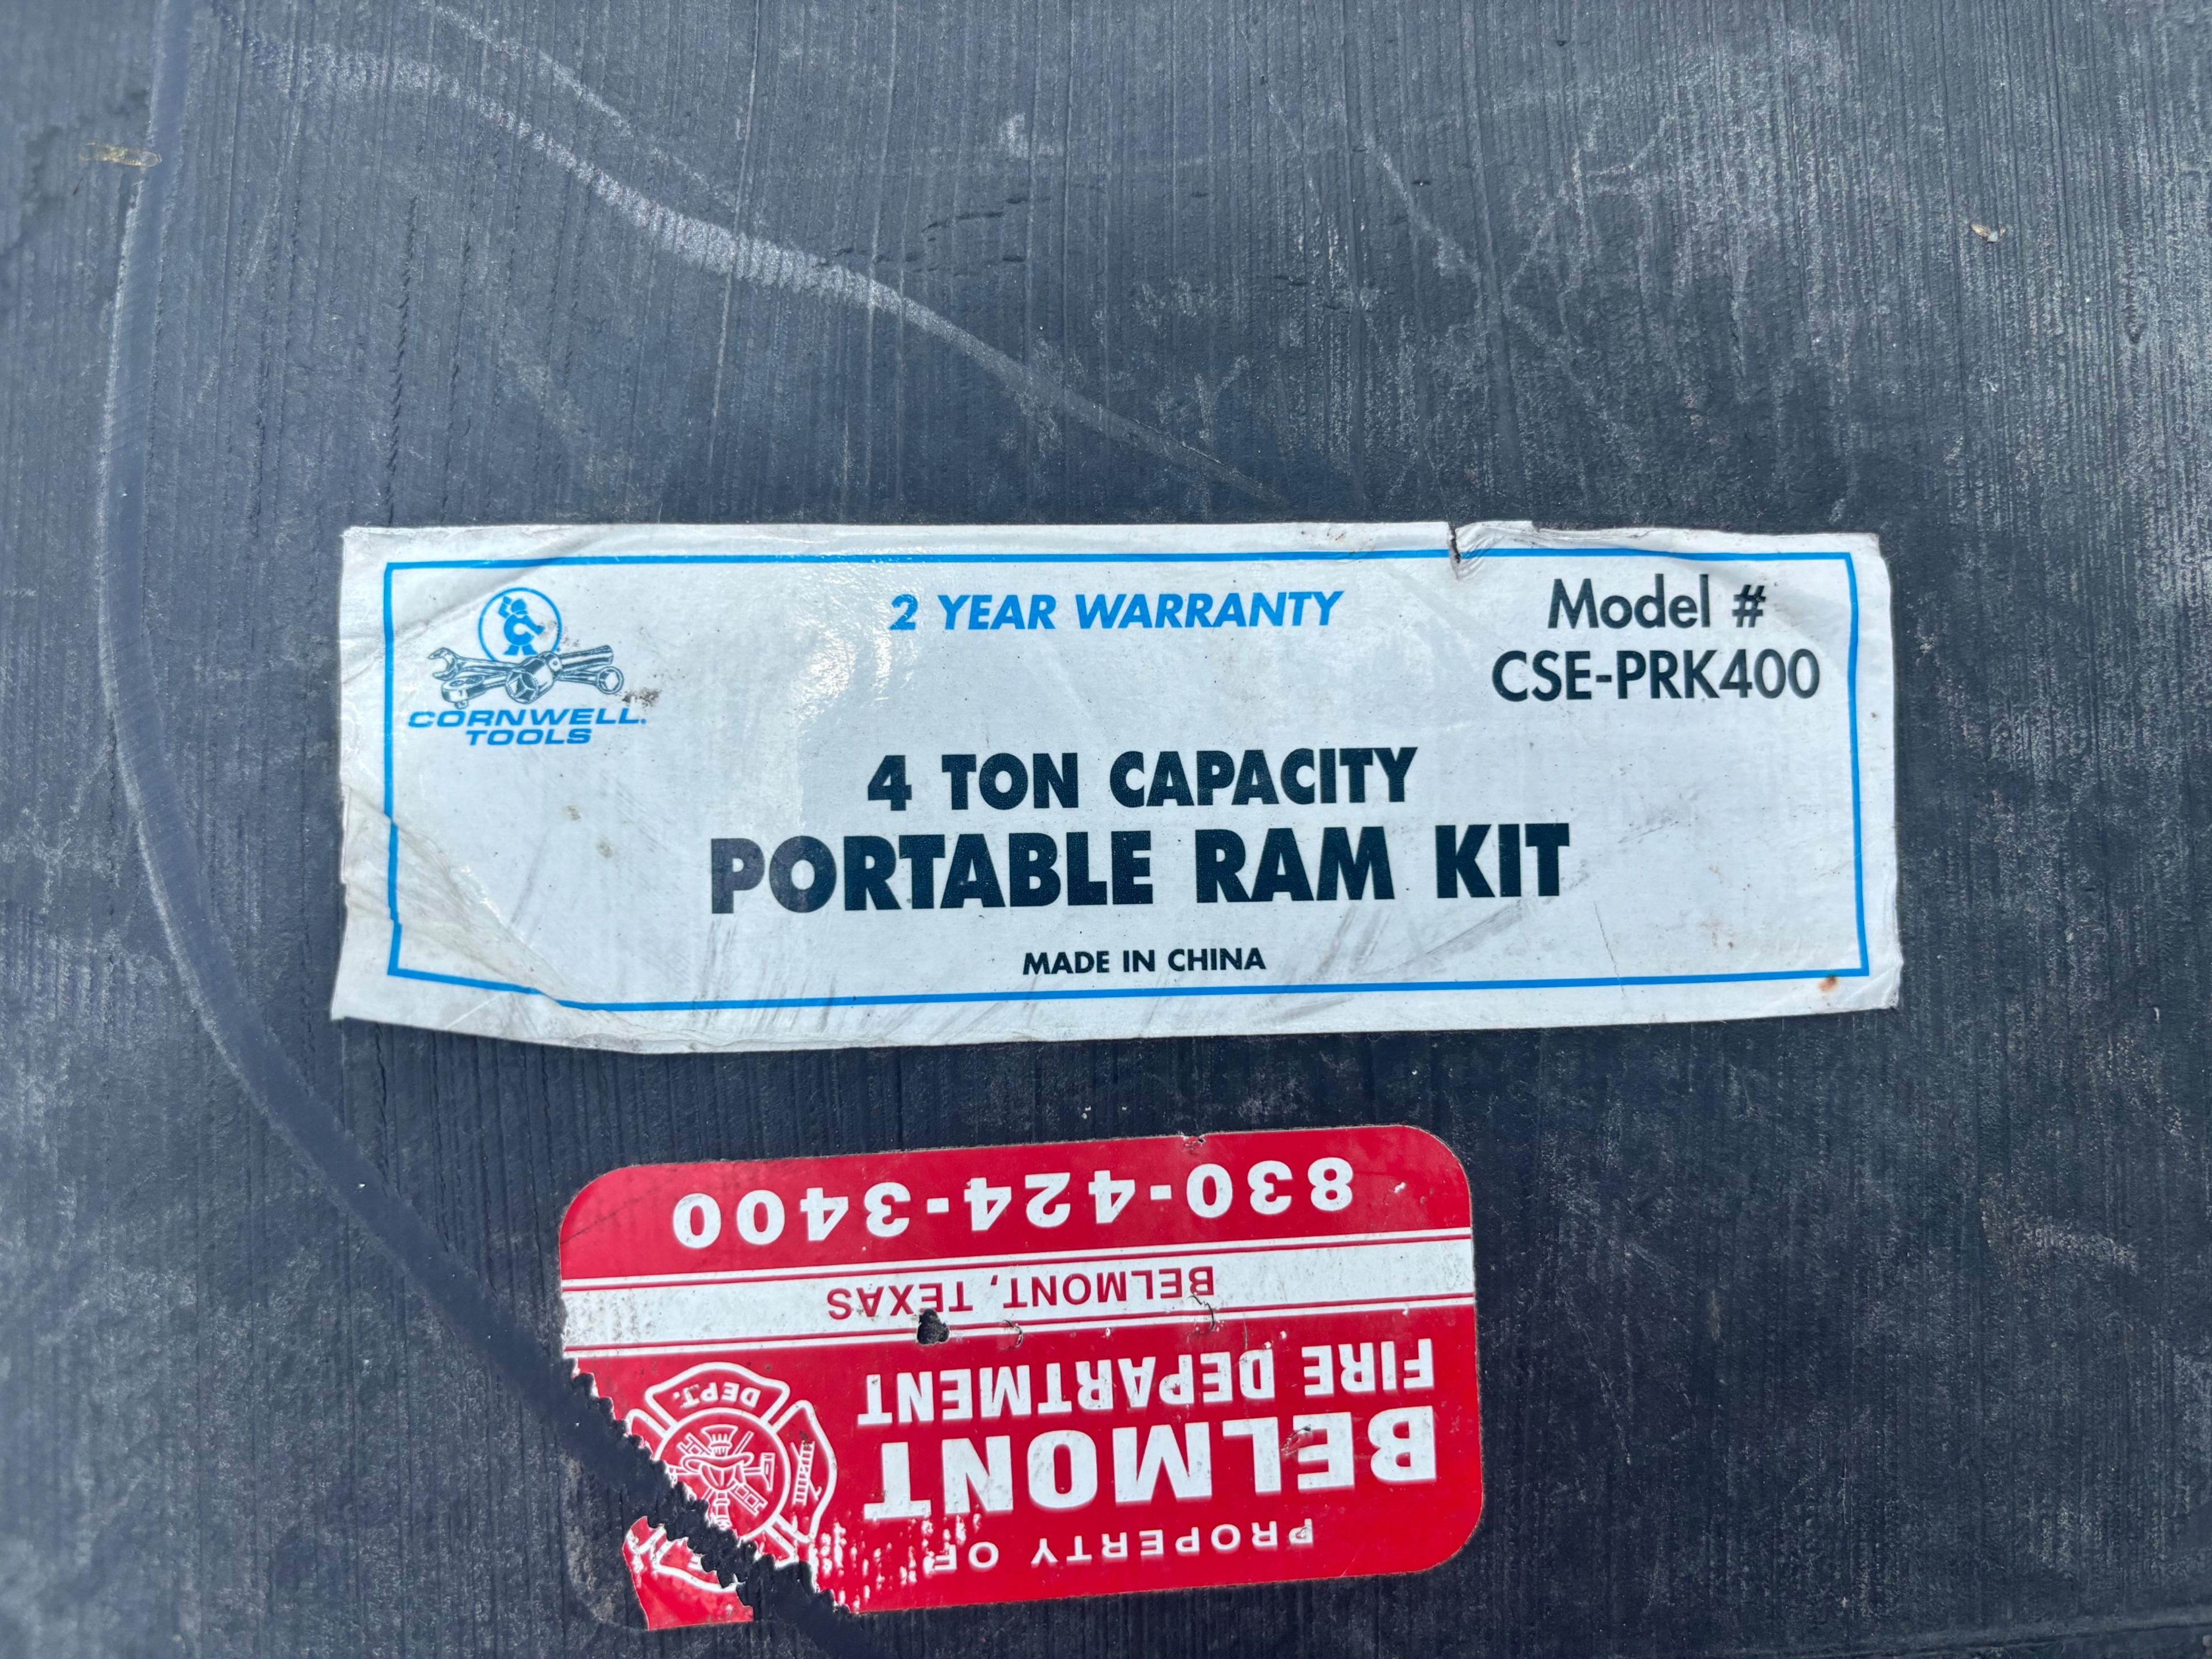 2 YEAR WARRANTY
Model #
CSE-PRK400
CORNWELL.
TOOLS
4 TON CAPACITY
PORTABLE RAM KIT
MADE IN CHINA
PROPERTY OF
BELMONT
FIRE DEPARTMENT
DEPT.
BELMONT, TEXAS
830-424-3400